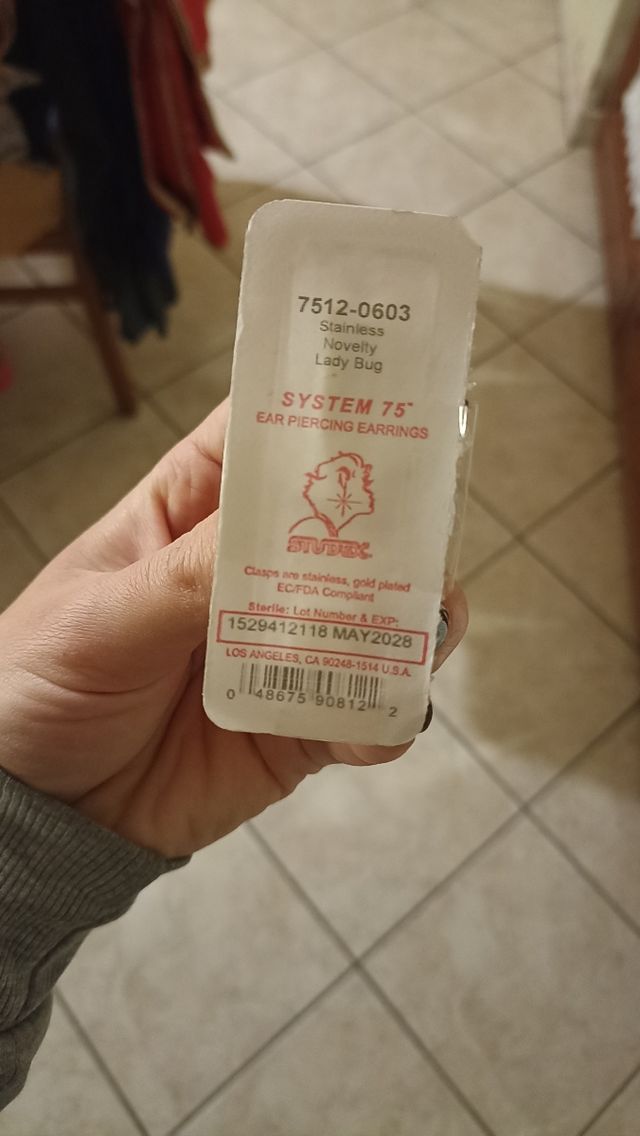 7512-0603
Stainless
Novelty
Lady Bug
SYSTEM 75™
EAR PIERCING EARRINGS
STUDEX
Clasps are stainless, gold plated
EC/FDA Compliant
Sterile: Lot Number & EXP:
1529412118 MAY2028
LOS ANGELES, CA 90248-1514 U.S.A.
0 48675 90812 2